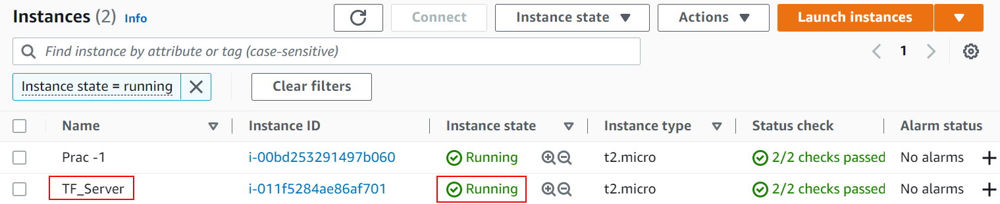 Instances (2) Info Connect Instance state Actions Launch instances
Find instance by attribute or tag (case-sensitive) 1
Instance state = running Clear filters
Name Instance ID Instance state Instance type Status check Alarm status
Prac -1 i-00bd253291497b060 Running t2.micro 2/2 checks passed No alarms +
TF_Server i-011f5284ae86af701 Running t2.micro 2/2 checks passed No alarms +